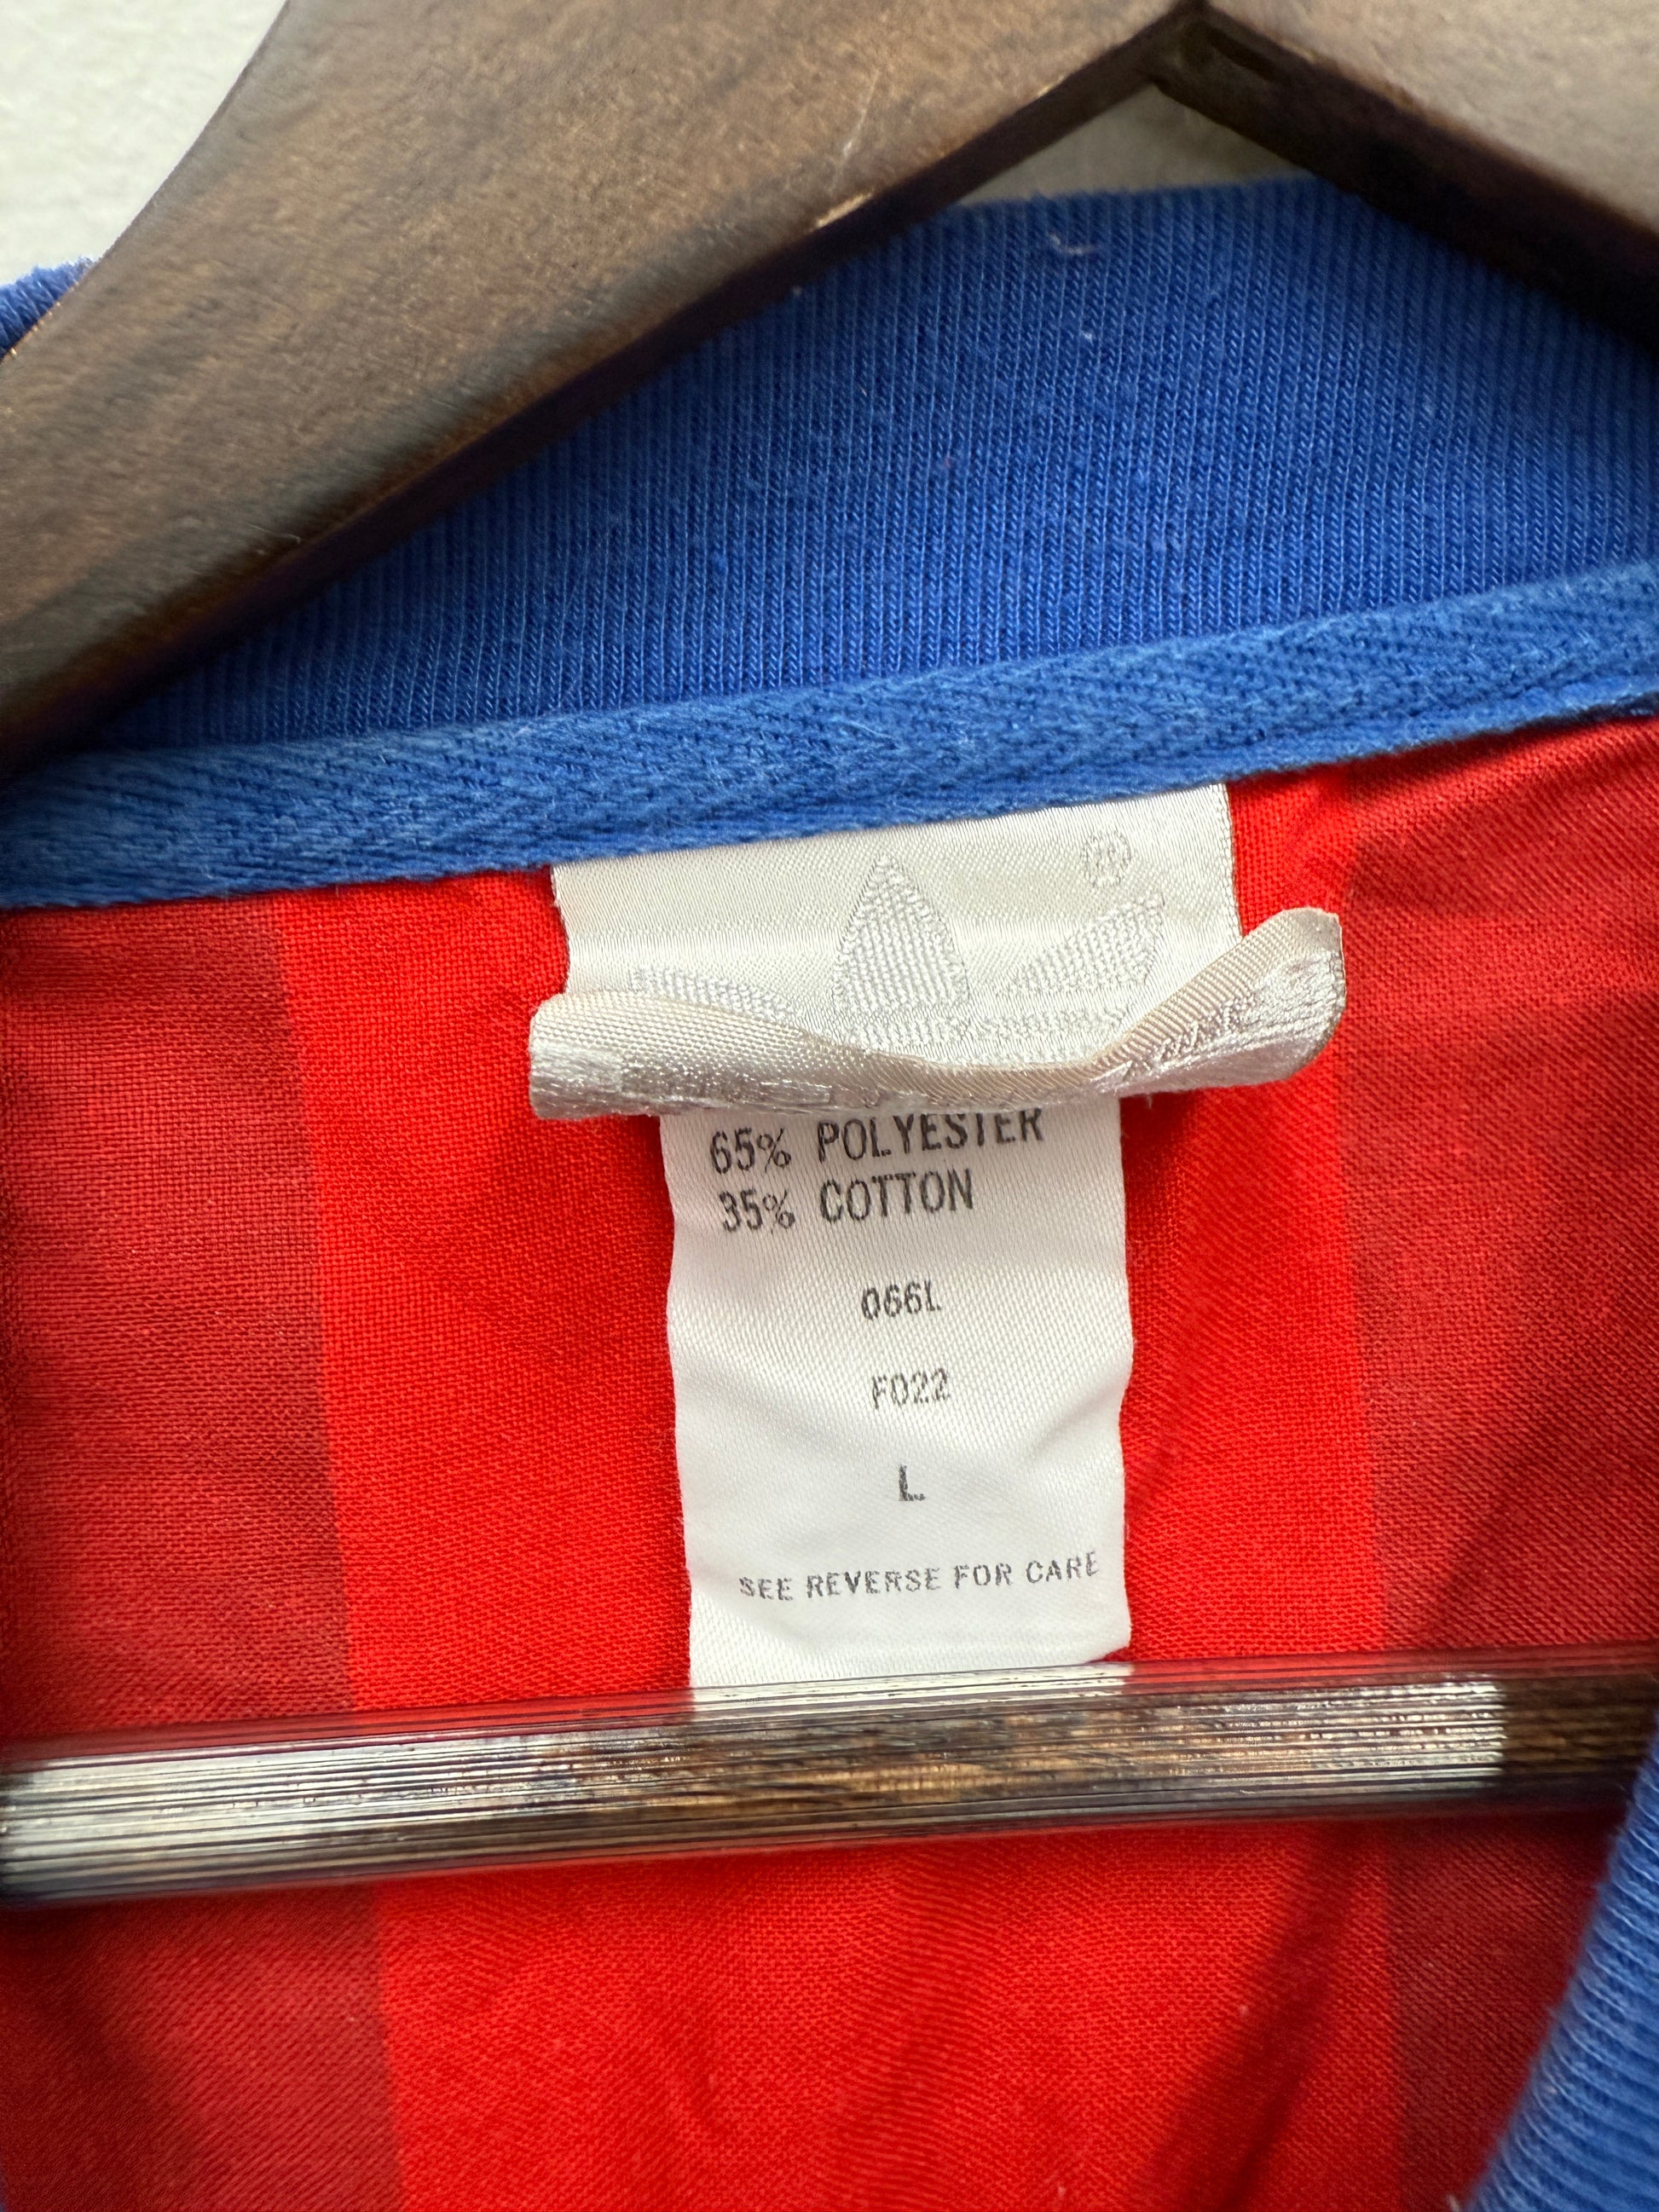 65% POLYESTER
35% COTTON
066L
F022
L
SEE REVERSE FOR CARE